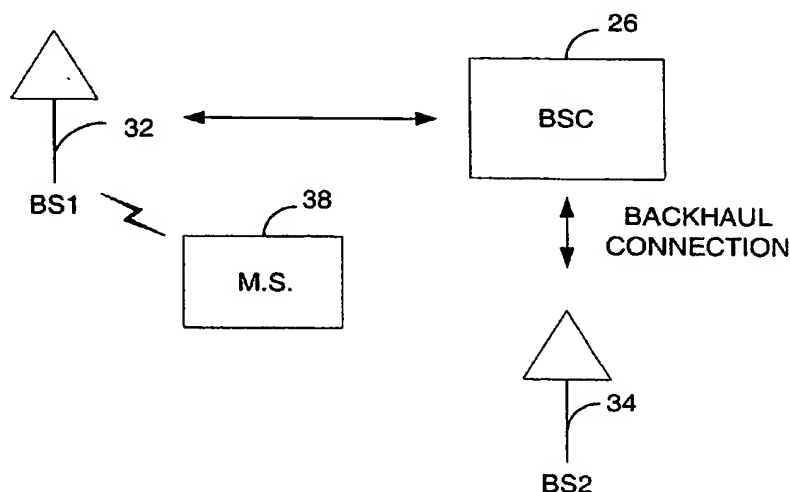 26
BSC
32
BS1
38
M.S.
BACKHAUL
CONNECTION
34
BS2